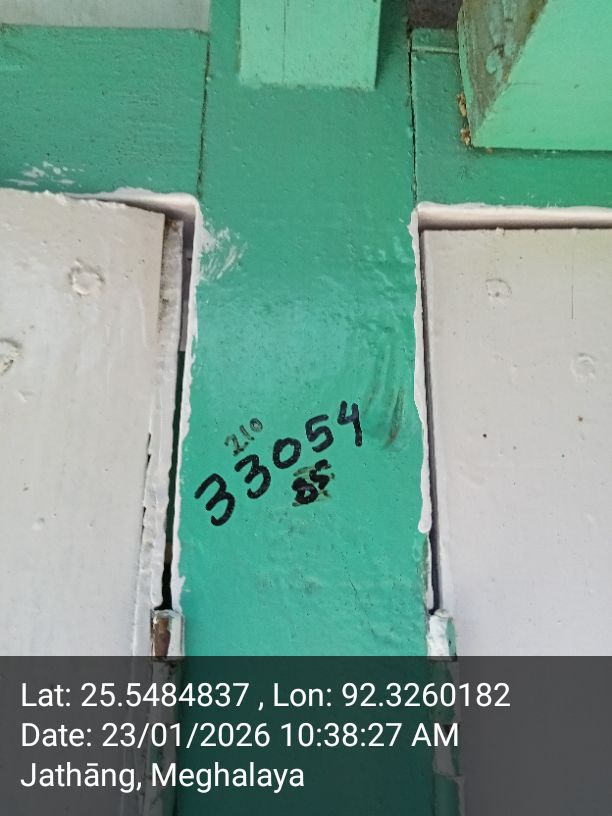 210
33054
85
Lat: 25.5484837 , Lon: 92.3260182
Date: 23/01/2026 10:38:27 AM
Jathāng, Meghalaya